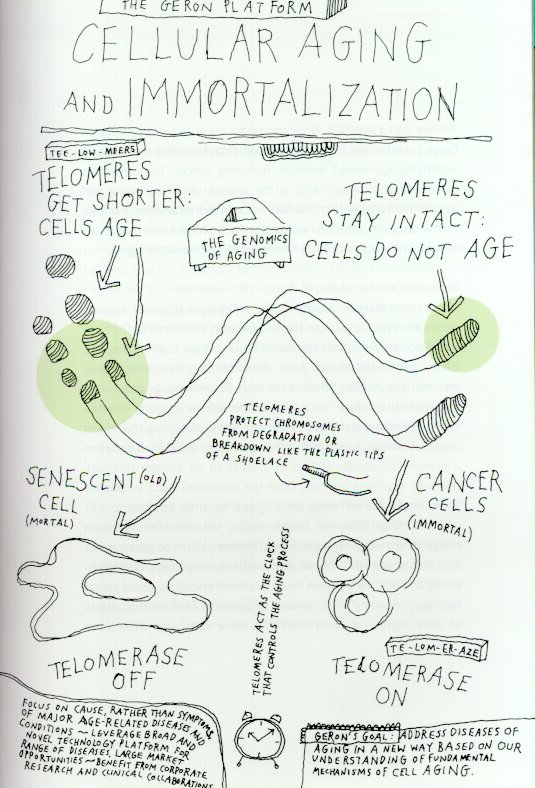 THE GERON PLATFORM
CELLULAR AGING
AND IMMORTALIZATION
TEE-LOW-MDERS
TELOMERES
GET SHORTER:
CELLS AGE
THE GENOMICS
OF AGING
TELOMERES
STAY INTACT:
CELLS DO NOT AGE
TELOMERES
PROTECT CHROMOSOMES
FROM DEGRADATION OR
BREAKDOWN LIKE THE PLASTIC TIPS
OF A SHOELACE
SENESCENT (OLD)
CELL
(MORTAL)
CANCER
CELLS
(IMMORTAL)
TELOMERES ACT AS THE CLOCK
THAT CONTROLS THE AGING PROCESS
TELOMERASE
OFF
TE-LOM-ER-AZE
TELOMERASE
ON
FOCUS ON CAUSE, RATHER THAN SYMPTOMS
OF MAJOR AGE-RELATED DISEASES AND
CONDITIONS ~ LEVERAGE BROAD AND
NOVEL TECHNOLOGY PLATFORM FOR
RANGE OF DISEASES, LARGE MARKET
OPPORTUNITIES ~ BENEFIT FROM CORPORATE
RESEARCH AND CLINICAL COLLABORATIONS
GERON'S GOAL: ADDRESS DISEASES OF
AGING IN A NEW WAY BASED ON OUR
UNDERSTANDING OF FUNDAMENTAL
MECHANISMS OF CELL AGING.